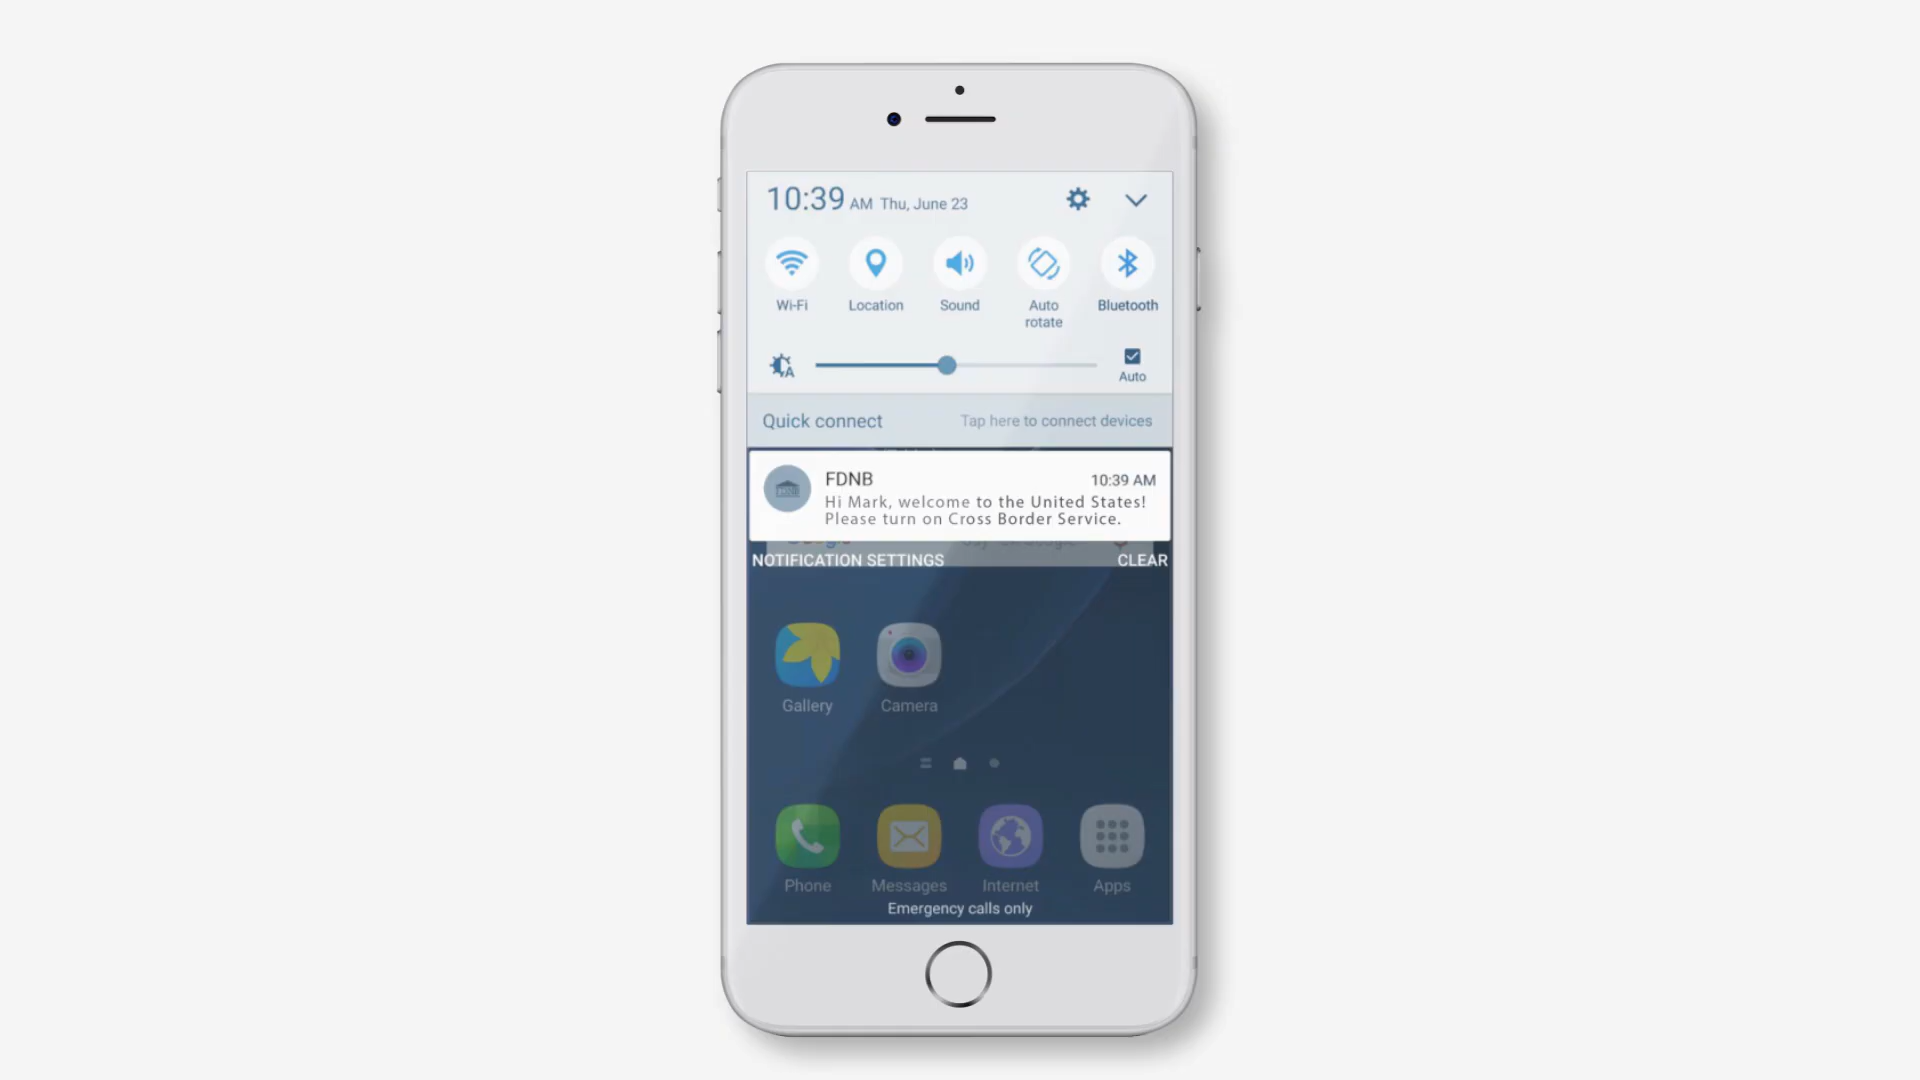 10:39 AM Thu, June 23
Wi-Fi
Location
Sound
Auto
rotate
Bluetooth
A
Auto
Quick connect
Tap here to connect devices
FDNB
10:39 AM
Hi Mark, welcome to the United States!
Please turn on Cross Border Service.
NOTIFICATION SETTINGS
CLEAR
Gallery
Camera
Phone
Messages
Internet
Apps
Emergency calls only